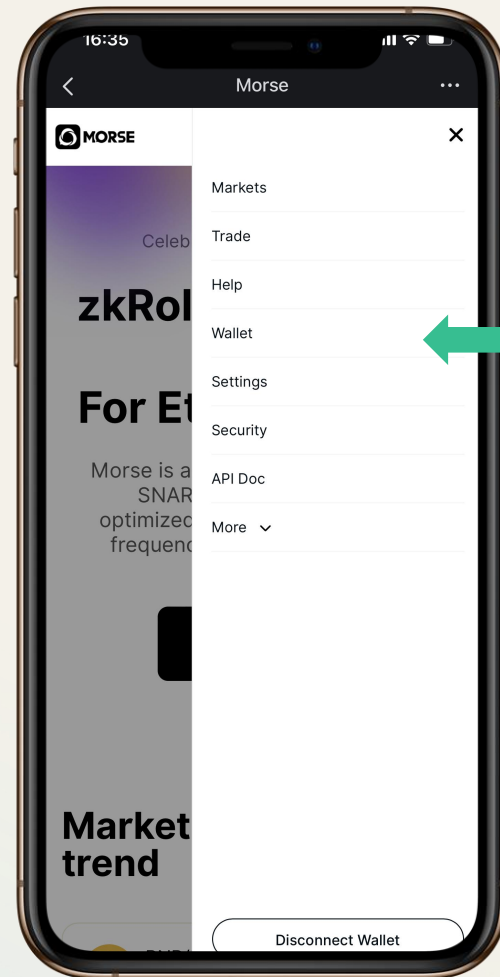 16:35
Morse
MORSE
Markets
Celeb
Trade
zkRol
Help
Wallet
For Et
Settings
Security
Morse is a
SNAR
optimized
frequenc
API Doc
More
Market
trend
Disconnect Wallet